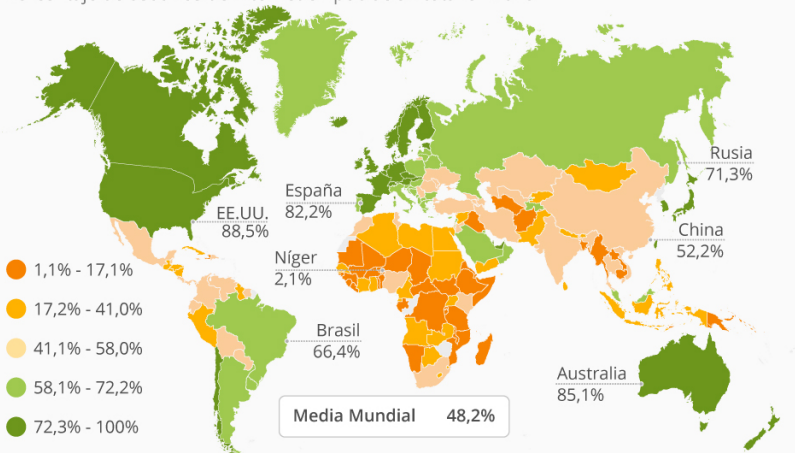 Rusia
71,3%
España
82,2%
EE.UU.
88,5%
China
52,2%
Níger
2,1%
1,1% - 17,1%
17,2% - 41,0%
41,1% - 58,0%
58,1% - 72,2%
72,3% - 100%
Brasil
66,4%
Australia
85,1%
Media Mundial 48,2%